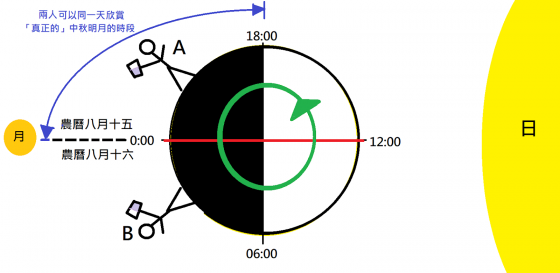 兩人可以同一天欣賞
「真正的」中秋明月的時段
A
18:00
農曆八月十五
月
0:00
12:00
日
農曆八月十六
B
06:00